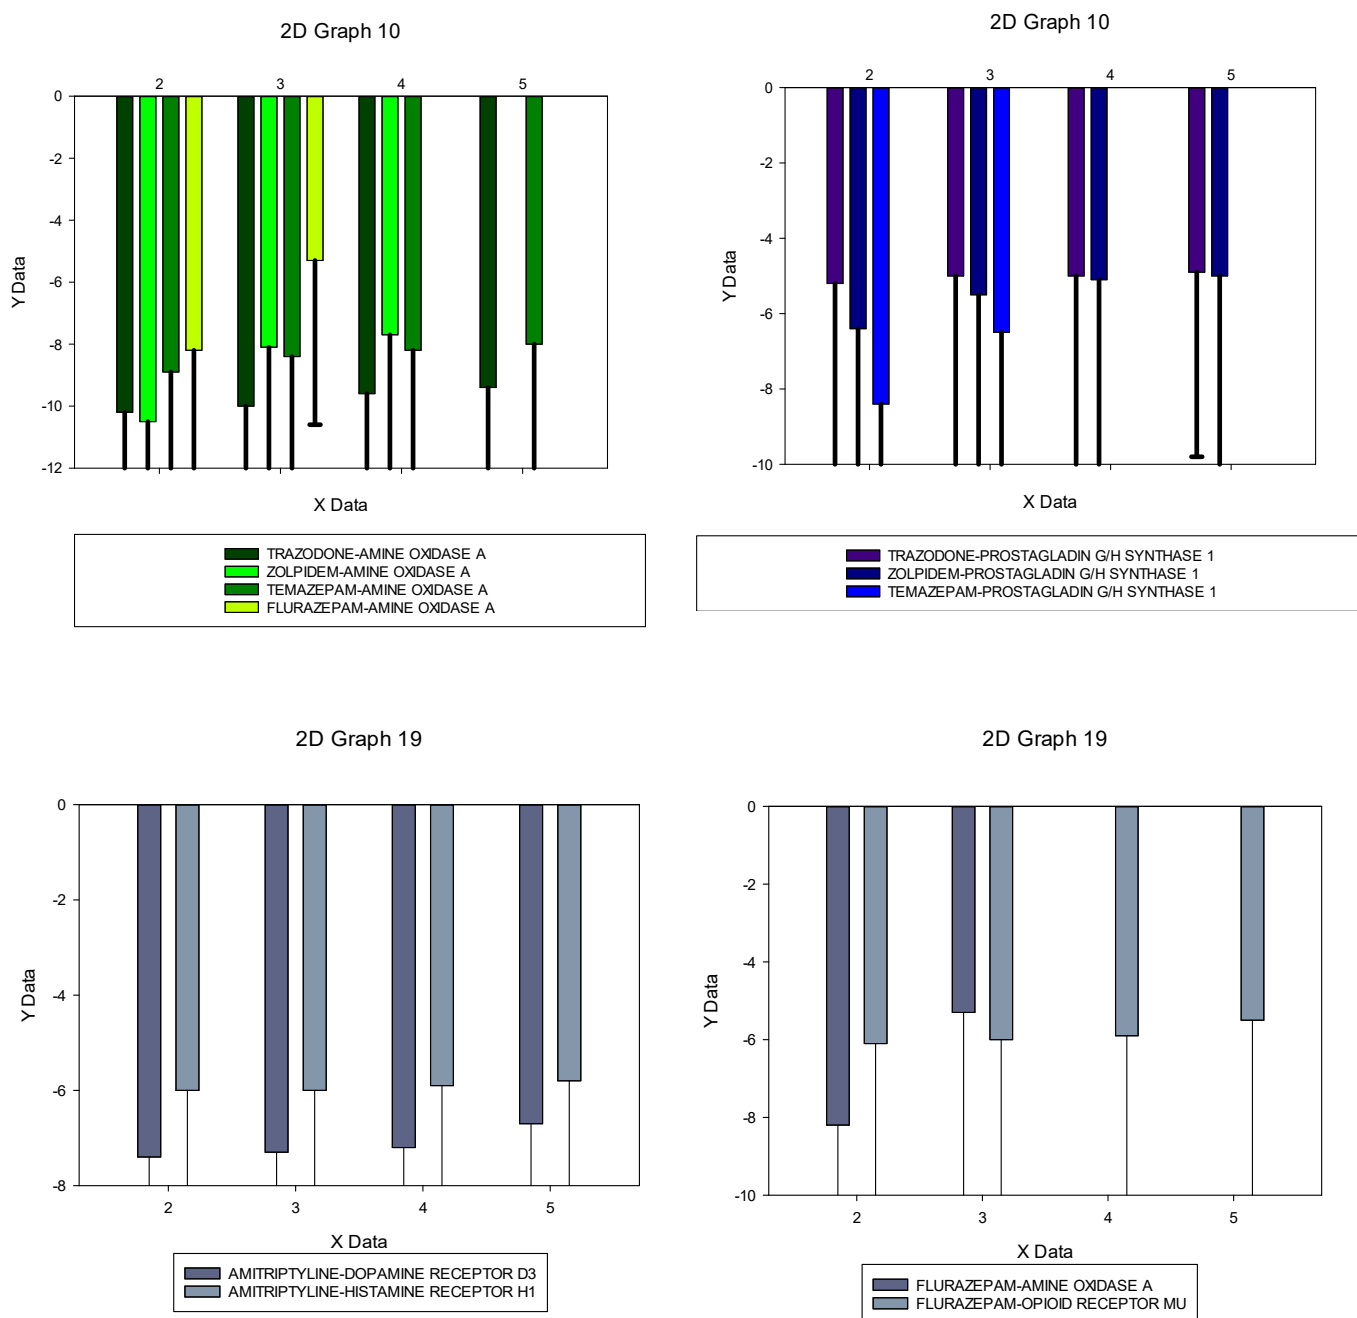 2D Graph 10
2 3 4 5
0
-2
-4
-6
-8
-10
-12
Y Data
X Data
TRAZODONE-AMINE OXIDASE A
ZOLPIDEM-AMINE OXIDASE A
TEMAZEPAM-AMINE OXIDASE A
FLURAZEPAM-AMINE OXIDASE A
2D Graph 10
2 3 4 5
0
-2
-4
-6
-8
-10
Y Data
X Data
TRAZODONE-PROSTAGLADIN G/H SYNTHASE 1
ZOLPIDEM-PROSTAGLADIN G/H SYNTHASE 1
TEMAZEPAM-PROSTAGLADIN G/H SYNTHASE 1
2D Graph 19
0
-2
-4
-6
-8
Y Data
2 3 4 5
X Data
AMITRIPTYLINE-DOPAMINE RECEPTOR D3
AMITRIPTYLINE-HISTAMINE RECEPTOR H1
2D Graph 19
0
-2
-4
-6
-8
-10
Y Data
2 3 4 5
X Data
FLURAZEPAM-AMINE OXIDASE A
FLURAZEPAM-OPIOID RECEPTOR MU